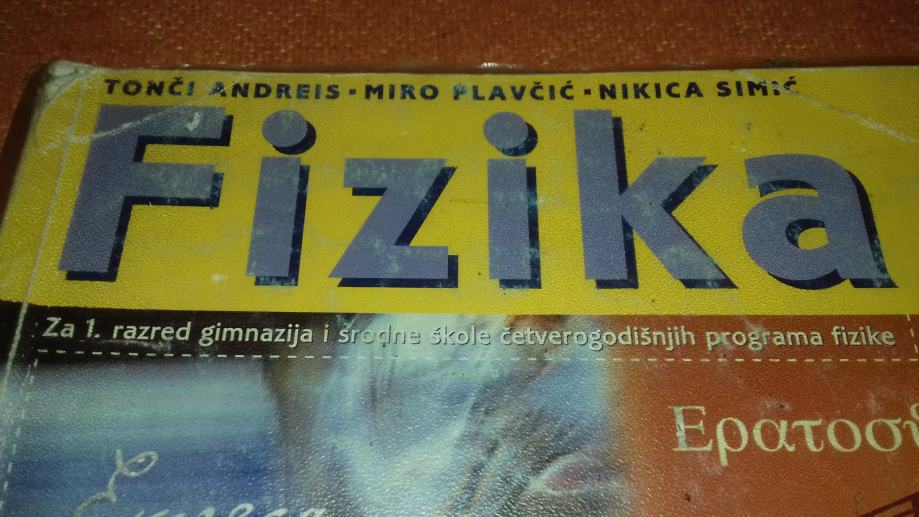 TONČI ANDREIS · MIRO PLAVČIĆ · NIKICA SIMIĆ
Fizika
Za 1. razred gimnazija i srodne škole četverogodišnjih programa fizike